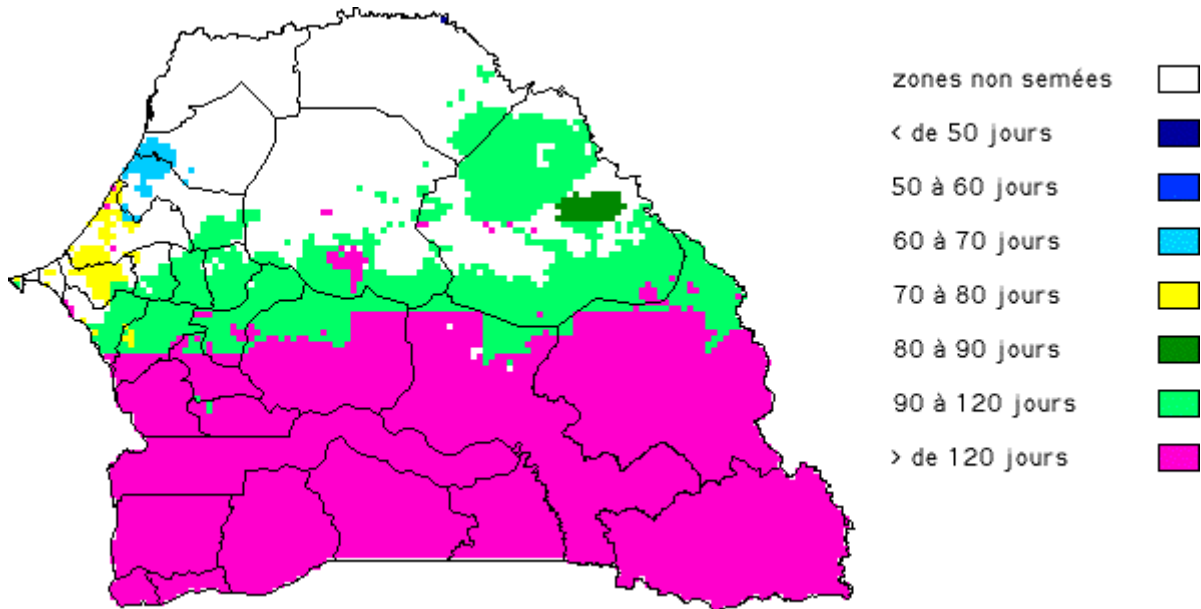 zones non semées
< de 50 jours
50 à 60 jours
60 à 70 jours
70 à 80 jours
80 à 90 jours
90 à 120 jours
> de 120 jours